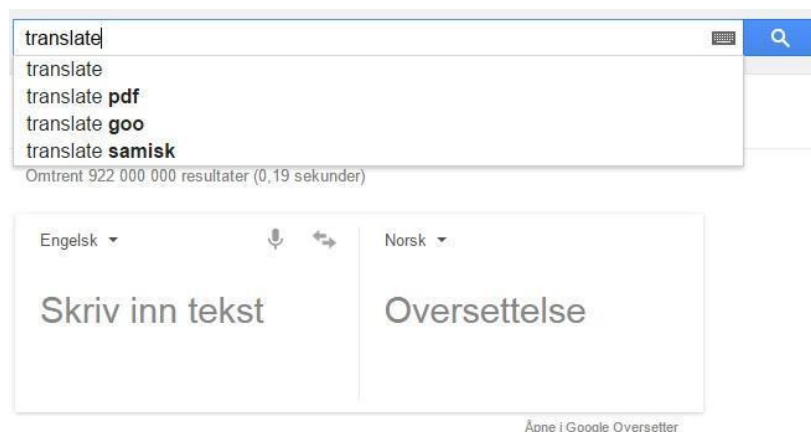 translate
translate
translate pdf
translate goo
translate samisk
Omtrent 922 000 000 resultater (0,19 sekunder)
Engelsk
Norsk
Skriv inn tekst
Oversettelse
Åpne i Google Oversetter